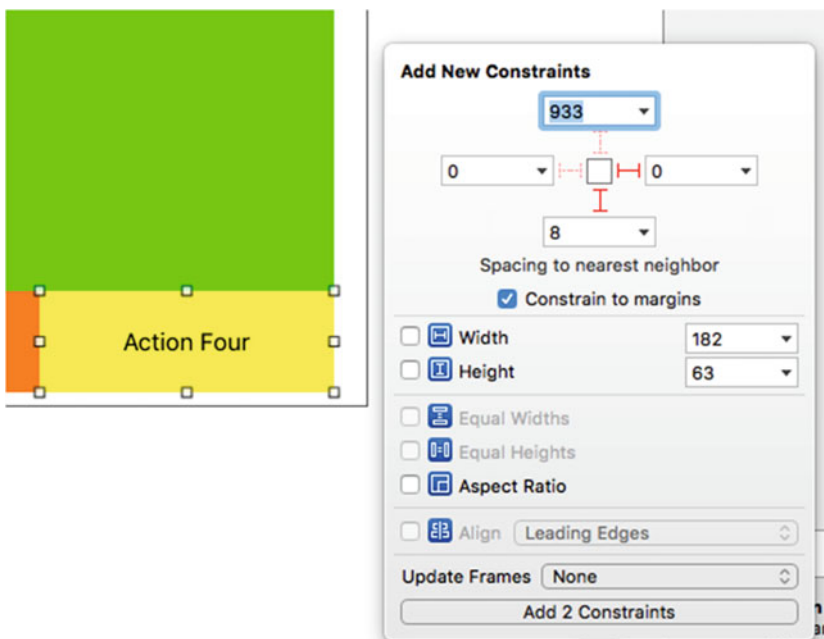 Add New Constraints
933
0
0
8
Spacing to nearest neighbor
Constrain to margins
Width
182
Height
63
Equal Widths
Equal Heights
Aspect Ratio
Align
Leading Edges
Update Frames
None
Add 2 Constraints
Action Four